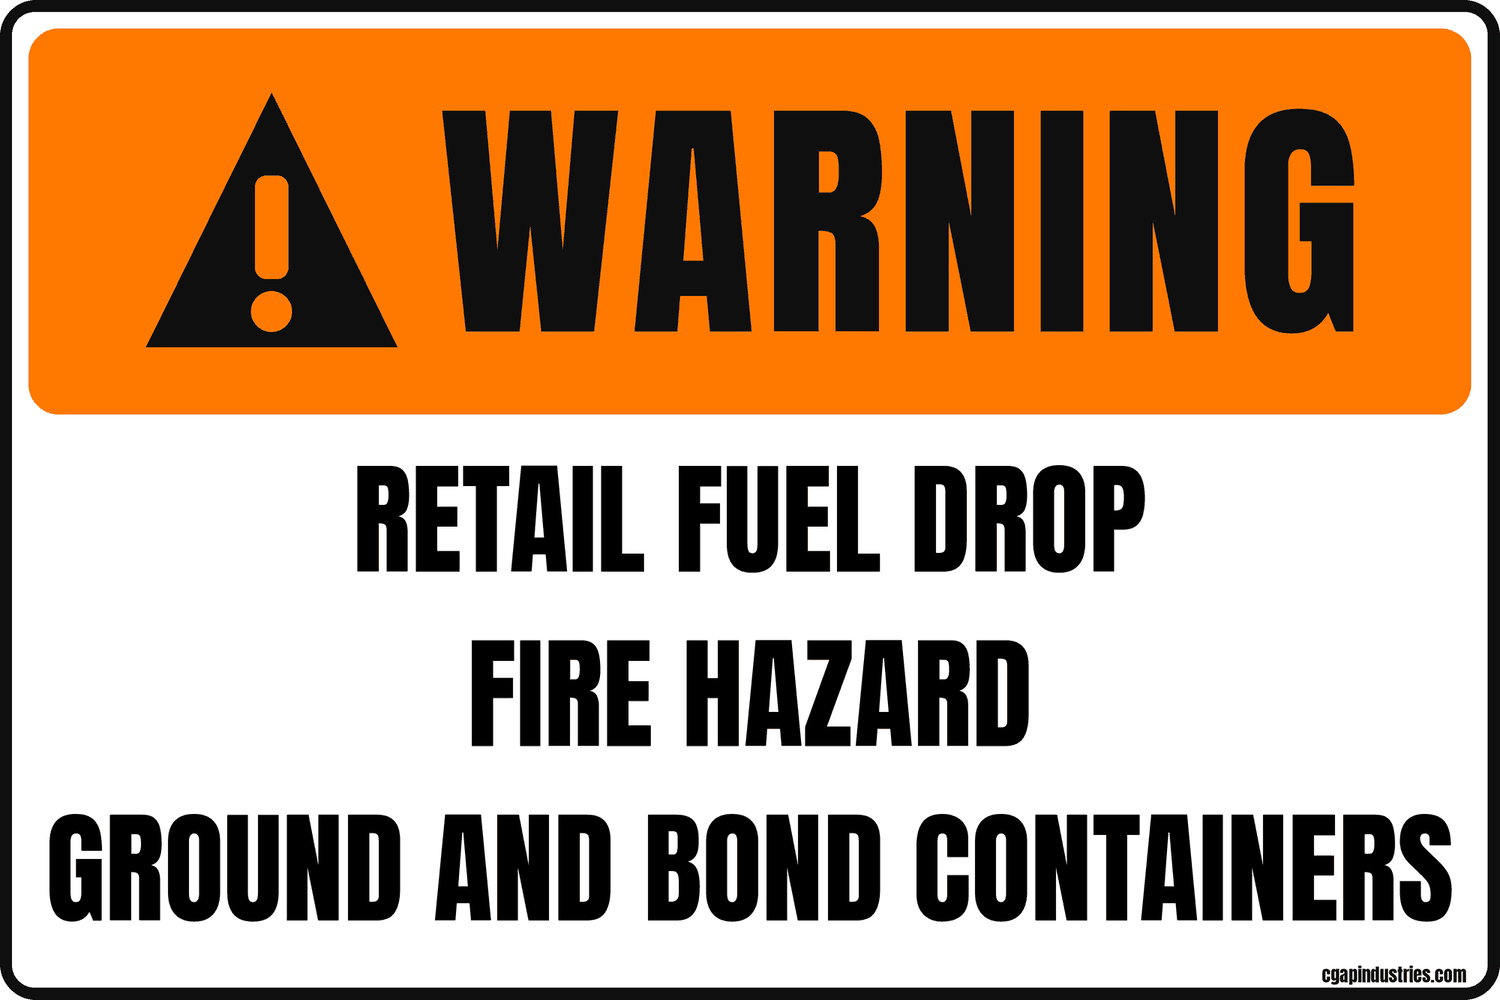 WARNING
RETAIL FUEL DROP
FIRE HAZARD
GROUND AND BOND CONTAINERS
cgapindustries.com